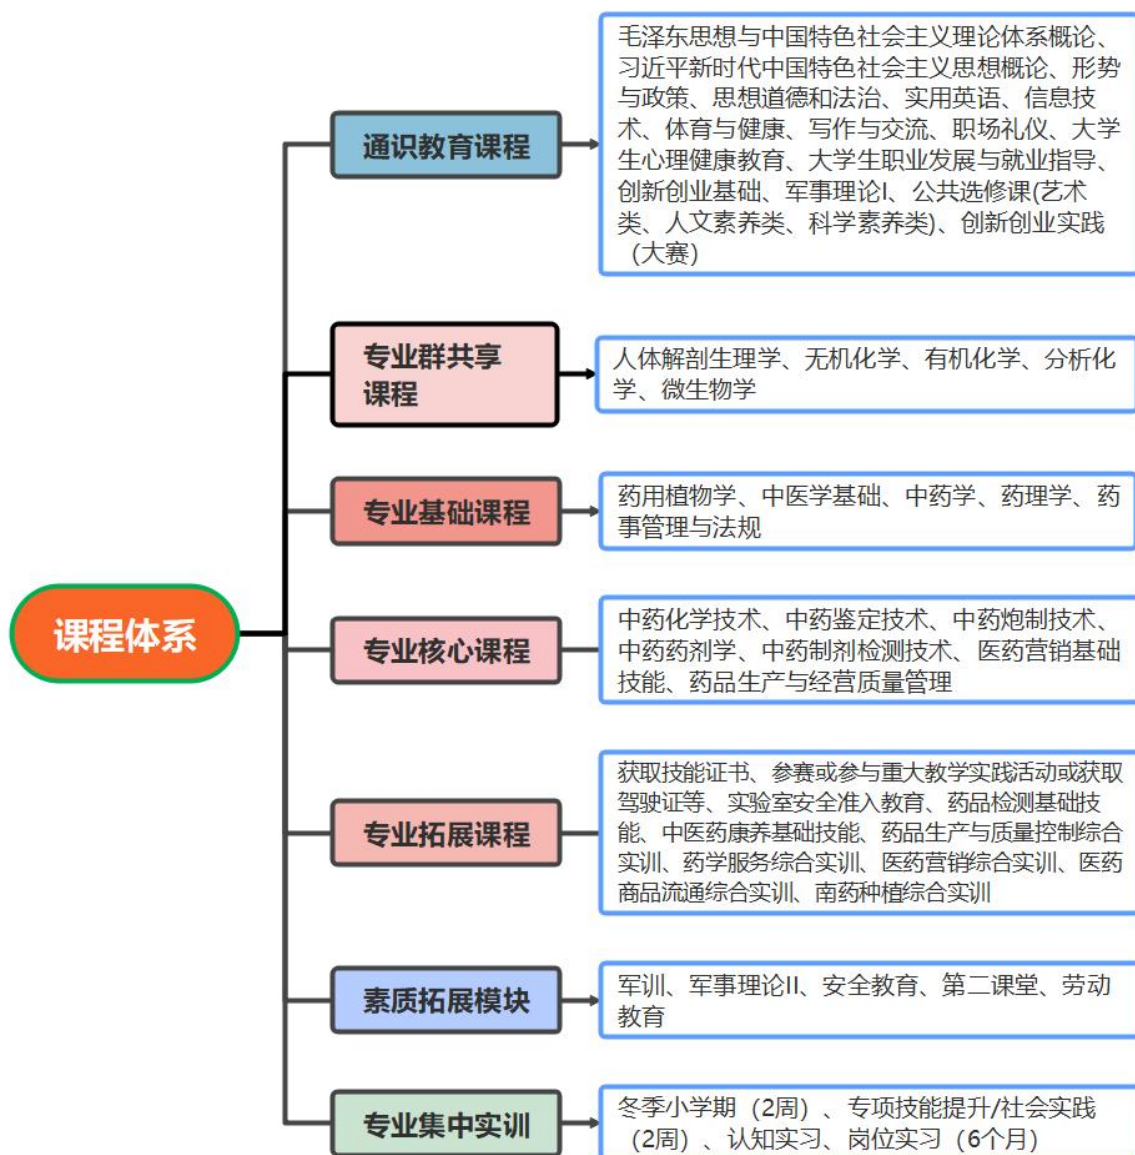 课程体系
通识教育课程
毛泽东思想与中国特色社会主义理论体系概论、
习近平新时代中国特色社会主义思想概论、形势
与政策、思想道德和法治、实用英语、信息技
术、体育与健康、写作与交流、职场礼仪、大学
生心理健康教育、大学生职业发展与就业指导、
创新创业基础、军事理论I、公共选修课(艺术
类、人文素养类、科学素养类)、创新创业实践
（大赛）
专业群共享
课程
人体解剖生理学、无机化学、有机化学、分析化
学、微生物学
专业基础课程
药用植物学、中医学基础、中药学、药理学、药
事管理与法规
专业核心课程
中药化学技术、中药鉴定技术、中药炮制技术、
中药药剂学、中药制剂检测技术、医药营销基础
技能、药品生产与经营质量管理
专业拓展课程
获取技能证书、参赛或参与重大教学实践活动或获取
驾驶证等、实验室安全准入教育、药品检测基础技
能、中医药康养基础技能、药品生产与质量控制综合
实训、药学服务综合实训、医药营销综合实训、医药
商品流通综合实训、南药种植综合实训
素质拓展模块
军训、军事理论II、安全教育、第二课堂、劳动
教育
专业集中实训
冬季小学期（2周）、专项技能提升/社会实践
（2周）、认知实习、岗位实习（6个月）